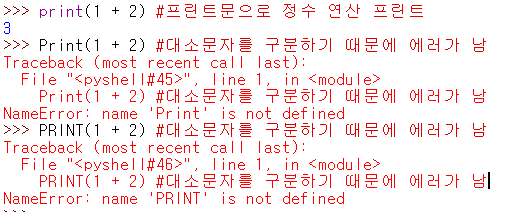 >>> print(1 + 2) #프린트문으로 정수 연산 프린트
3
>>> Print(1 + 2) #대소문자를 구분하기 때문에 에러가 남
Traceback (most recent call last):
  File "<pyshell#45>", line 1, in <module>
    Print(1 + 2) #대소문자를 구분하기 때문에 에러가 남
NameError: name 'Print' is not defined
>>> PRINT(1 + 2) #대소문자를 구분하기 때문에 에러가 남
Traceback (most recent call last):
  File "<pyshell#46>", line 1, in <module>
    PRINT(1 + 2) #대소문자를 구분하기 때문에 에러가 남
NameError: name 'PRINT' is not defined